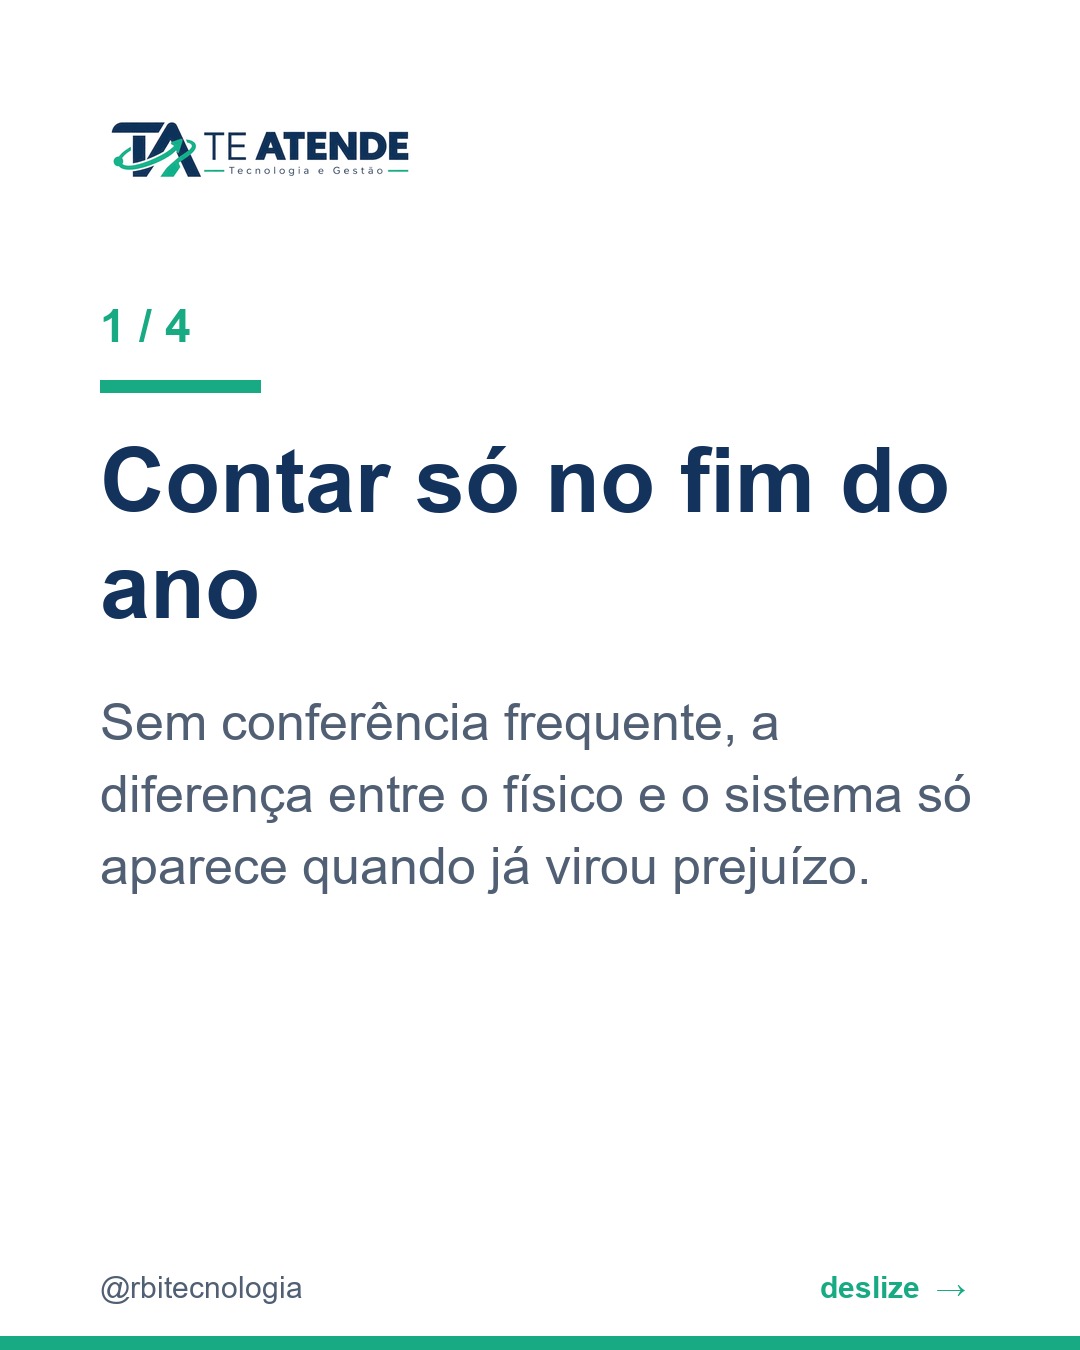 TA TE ATENDE
Tecnologia e Gestão
1 / 4
Contar só no fim do
ano
Sem conferência frequente, a
diferença entre o físico e o sistema só
aparece quando já virou prejuízo.
@rbitecnologia
deslize →